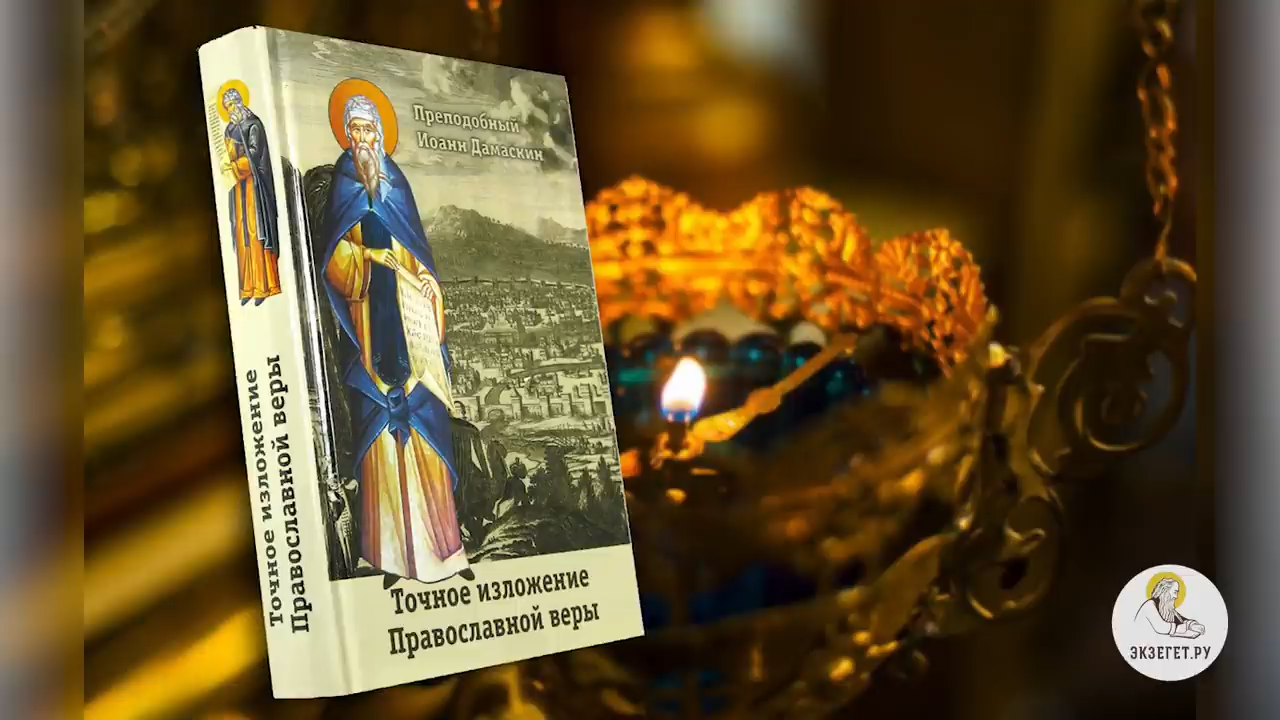 Преподобный
Иоанн Дамаскин
Точное изложение
Православной веры
Точное изложение
Православной веры
ЭКЗЕГЕТ.РУ